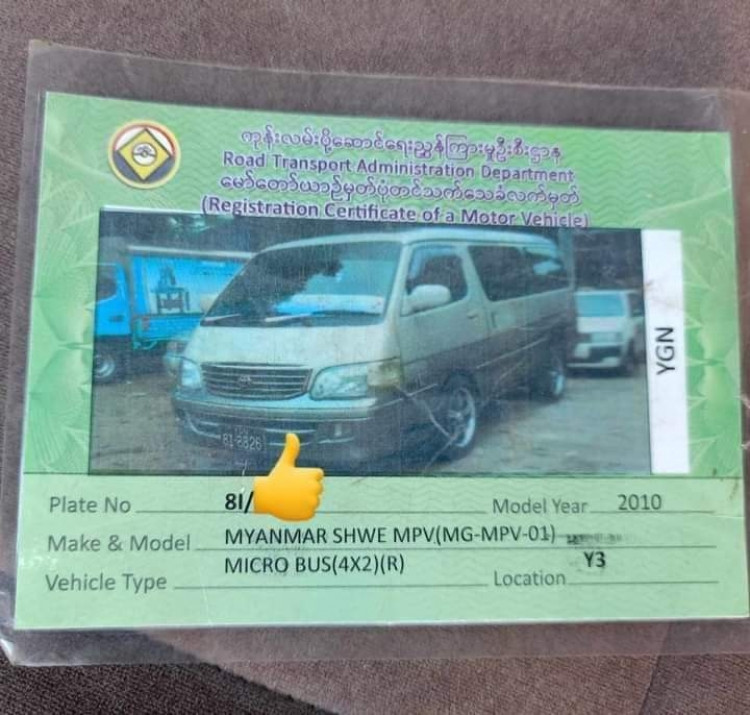 ကုန်းလမ်းပို့ဆောင်ရေးညွှန်ကြားမှုဦးစီးဌာန
Road Transport Administration Department
မော်တော်ယာဉ်မှတ်ပုံတင်သက်သေခံလက်မှတ်
(Registration Certificate of a Motor Vehicle)
YGN
Plate No 8I/
Model Year 2010
Make & Model MYANMAR SHWE MPV(MG-MPV-01)
Vehicle Type MICRO BUS(4X2)(R)
Location Y3